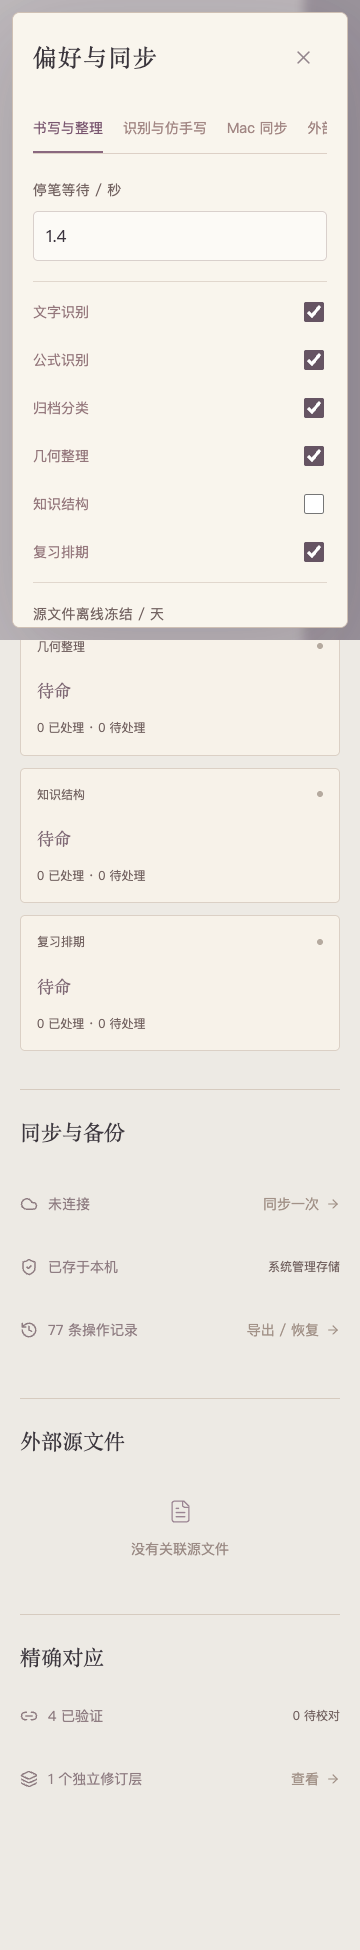 偏好与同步
书写与整理 识别与仿手写 Mac 同步 外
停笔等待 / 秒
1.4
文字识别
公式识别
归档分类
几何整理
知识结构
复习排期
源文件离线冻结 / 天
几何整理
待命
0 已处理 · 0 待处理
知识结构
待命
0 已处理 · 0 待处理
复习排期
待命
0 已处理 · 0 待处理
同步与备份
未连接 同步一次 →
已存于本机 系统管理存储
77 条操作记录 导出 / 恢复 →
外部源文件
没有关联源文件
精确对应
4 已验证 0 待校对
1 个独立修订层 查看 →